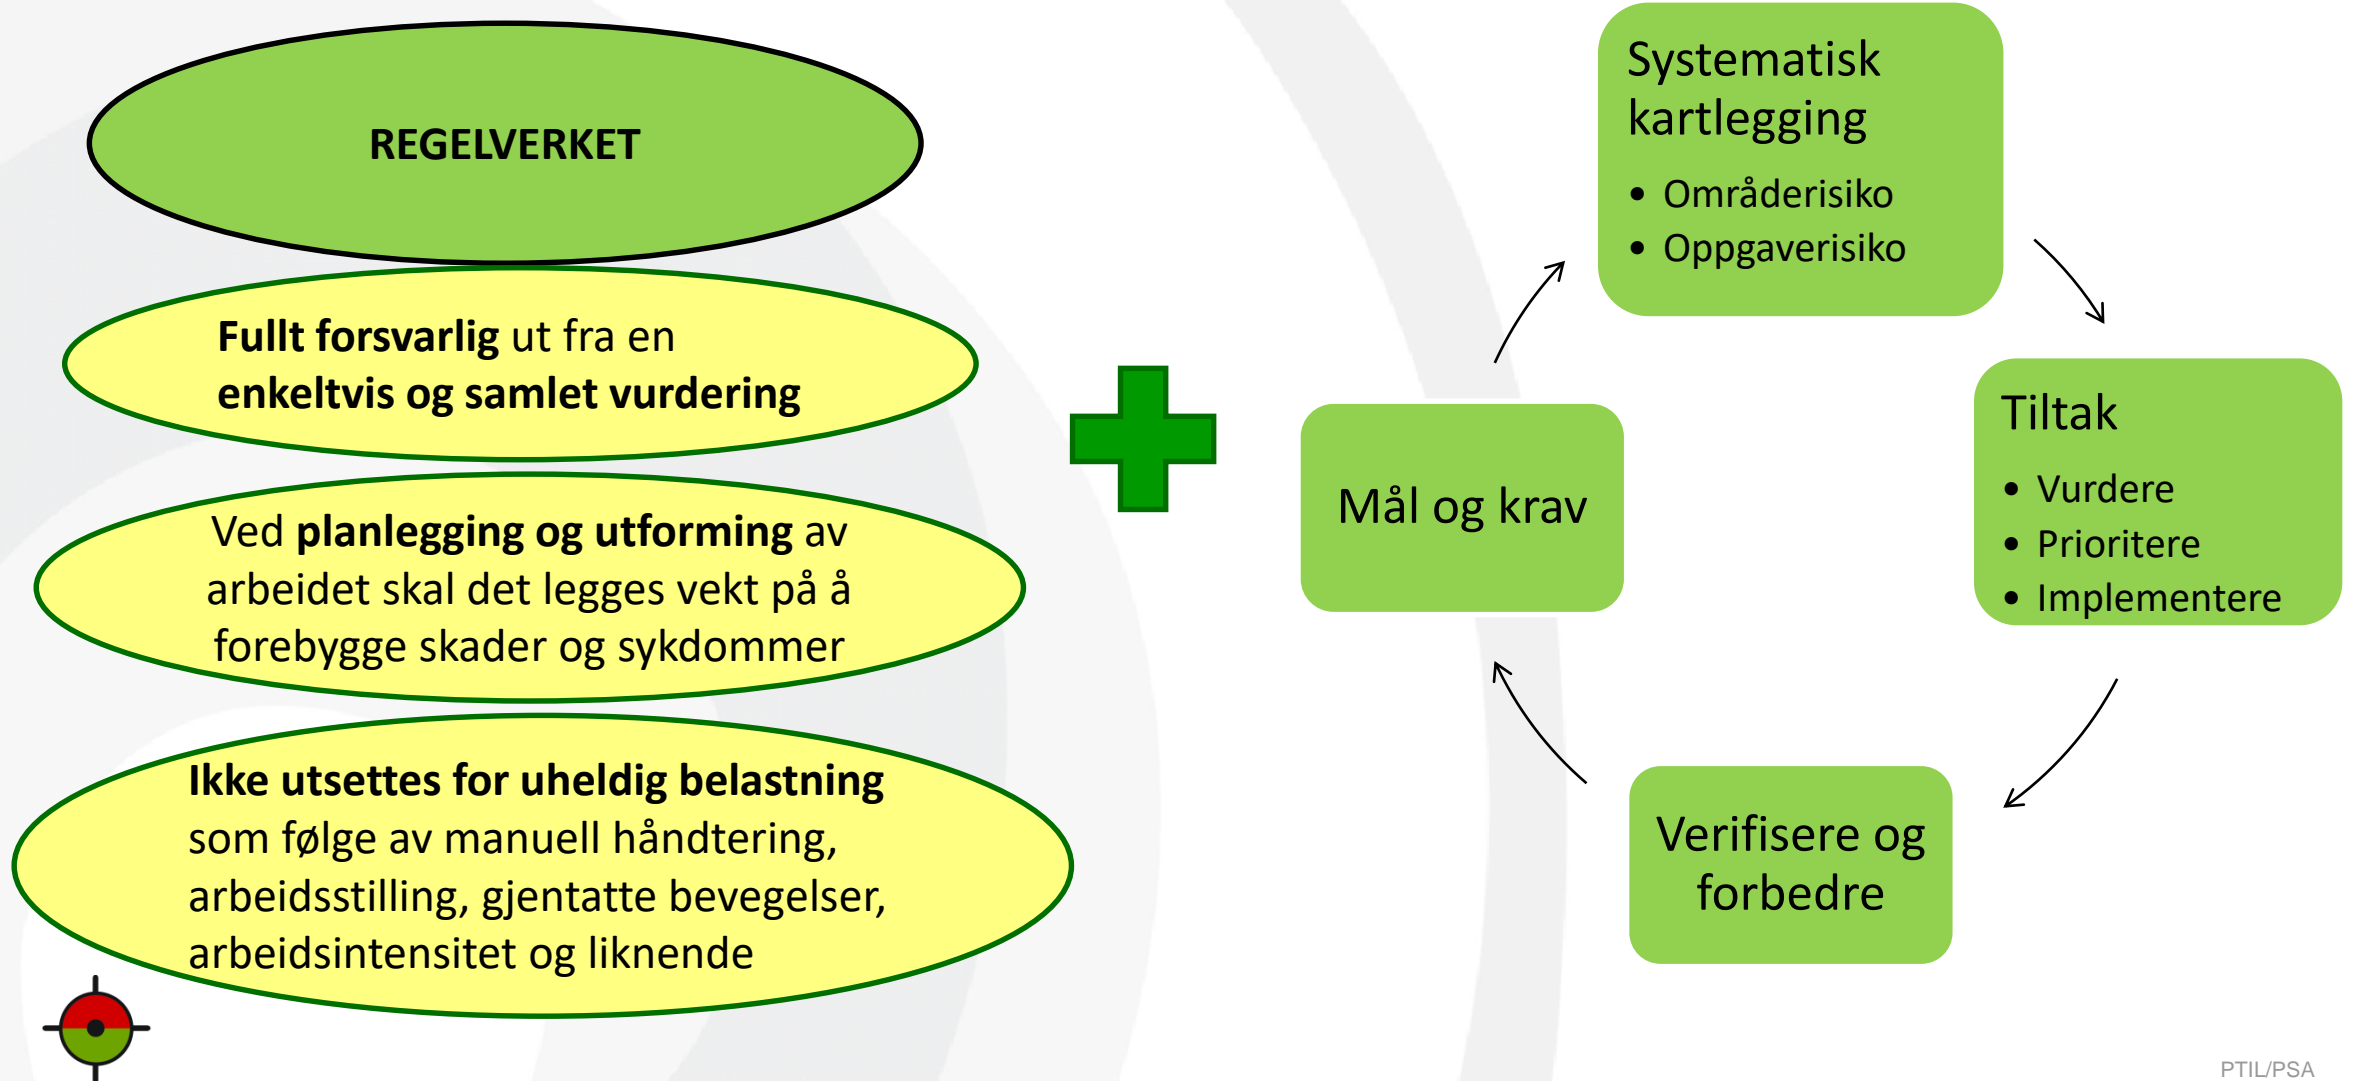 REGELVERKET
Fullt forsvarlig ut fra en
enkeltvis og samlet vurdering
Ved planlegging og utforming av
arbeidet skal det legges vekt på å
forebygge skader og sykdommer
Ikke utsettes for uheldig belastning
som følge av manuell håndtering,
arbeidsstilling, gjentatte bevegelser,
arbeidsintensitet og liknende
Systematisk
kartlegging
• Områderisiko
• Oppgaverisiko
Tiltak
• Vurdere
• Prioritere
• Implementere
Verifisere og
forbedre
Mål og krav
PTIL/PSA